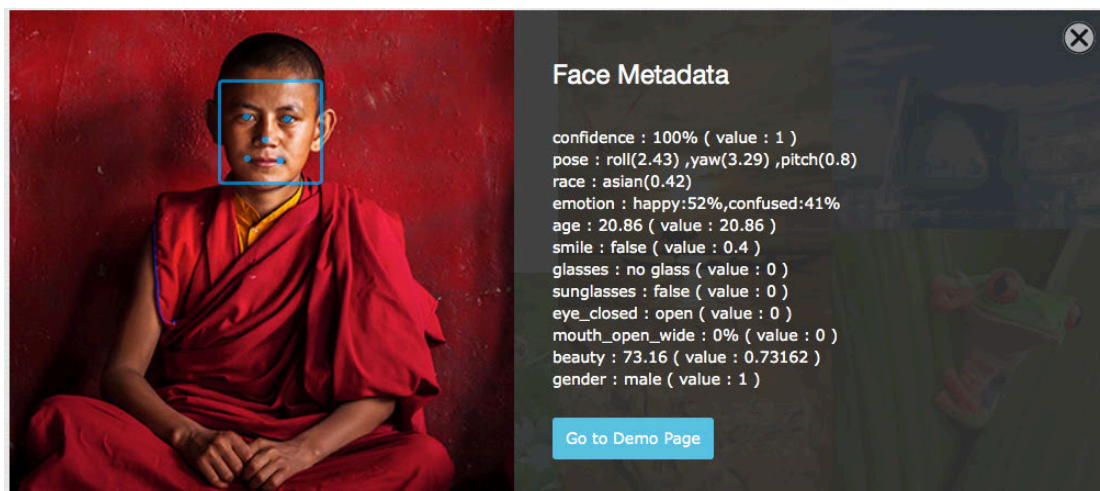 Face Metadata
confidence : 100% ( value : 1 )
pose : roll(2.43) ,yaw(3.29) ,pitch(0.8)
race : asian(0.42)
emotion : happy:52%,confused:41%
age : 20.86 ( value : 20.86 )
smile : false ( value : 0.4 )
glasses : no glass ( value : 0 )
sunglasses : false ( value : 0 )
eye_closed : open ( value : 0 )
mouth_open_wide : 0% ( value : 0 )
beauty : 73.16 ( value : 0.73162 )
gender : male ( value : 1 )
Go to Demo Page